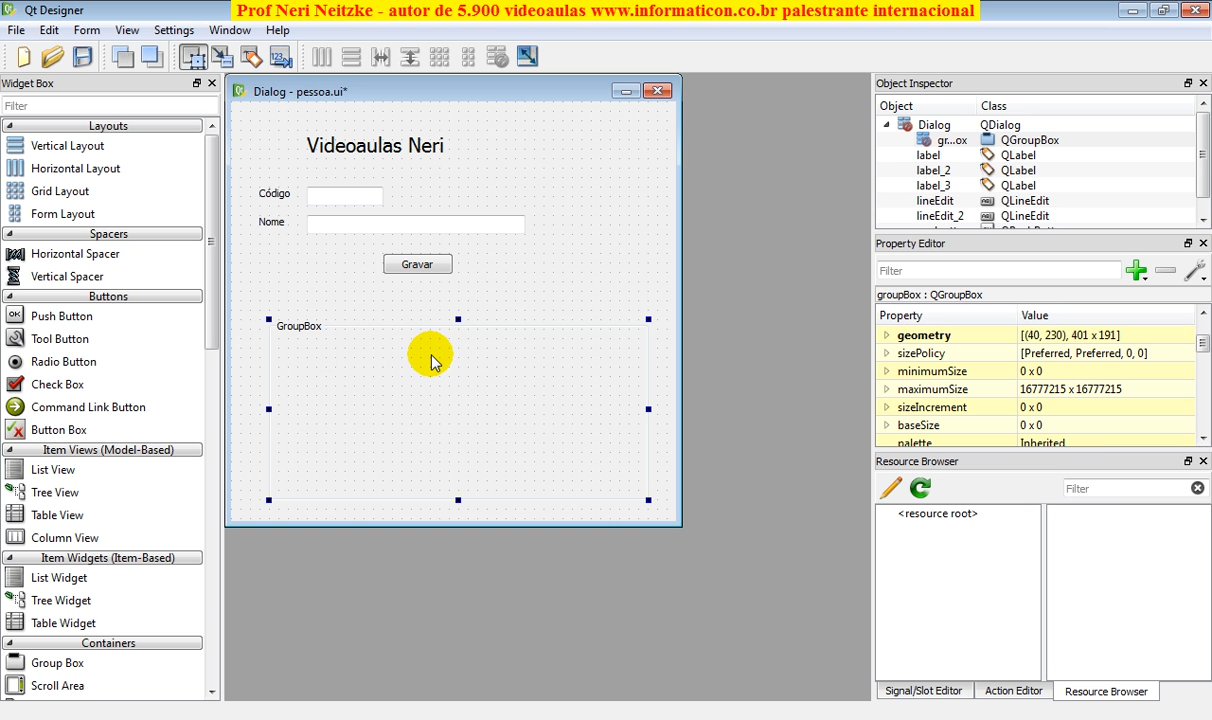 Qt Designer
Prof Neri Neitzke - autor de 5.900 videoaulas www.informaticon.co.br palestrante internacional
File Edit Form View Settings Window Help
Widget Box
Filter
Layouts
Vertical Layout
Horizontal Layout
Grid Layout
Form Layout
Spacers
Horizontal Spacer
Vertical Spacer
Buttons
OK Push Button
Tool Button
Radio Button
Check Box
Command Link Button
Button Box
Item Views (Model-Based)
List View
Tree View
Table View
Column View
Item Widgets (Item-Based)
List Widget
Tree Widget
Table Widget
Containers
Group Box
Scroll Area
Dialog - pessoa.ui*
Videoaulas Neri
Código
Nome
Gravar
GroupBox
Object Inspector
Object Class
Dialog QDialog
gr...ox QGroupBox
label QLabel
label_2 QLabel
label_3 QLabel
lineEdit QLineEdit
lineEdit_2 QLineEdit
Property Editor
Filter
groupBox : QGroupBox
Property Value
geometry [(40, 230), 401 x 191]
sizePolicy [Preferred, Preferred, 0, 0]
minimumSize 0 x 0
maximumSize 16777215 x 16777215
sizeIncrement 0 x 0
baseSize 0 x 0
palette Inherited
Resource Browser
Filter
<resource root>
Signal/Slot Editor Action Editor Resource Browser